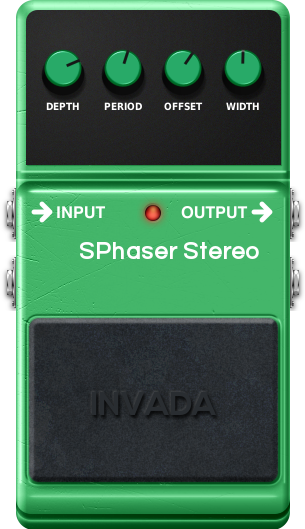 DEPTH PERIOD OFFSET WIDTH
INPUT OUTPUT
SPhaser Stereo
INVADA